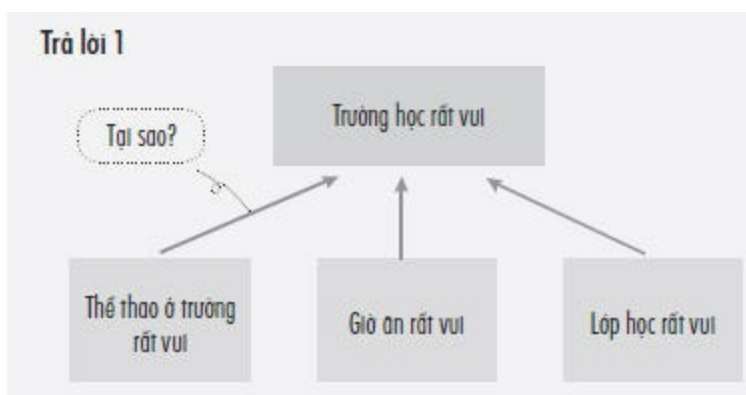 Trả lời 1
Trường học rất vui
Tại sao?
Thể thao ở trường
rất vui
Giờ ăn rất vui
Lớp học rất vui